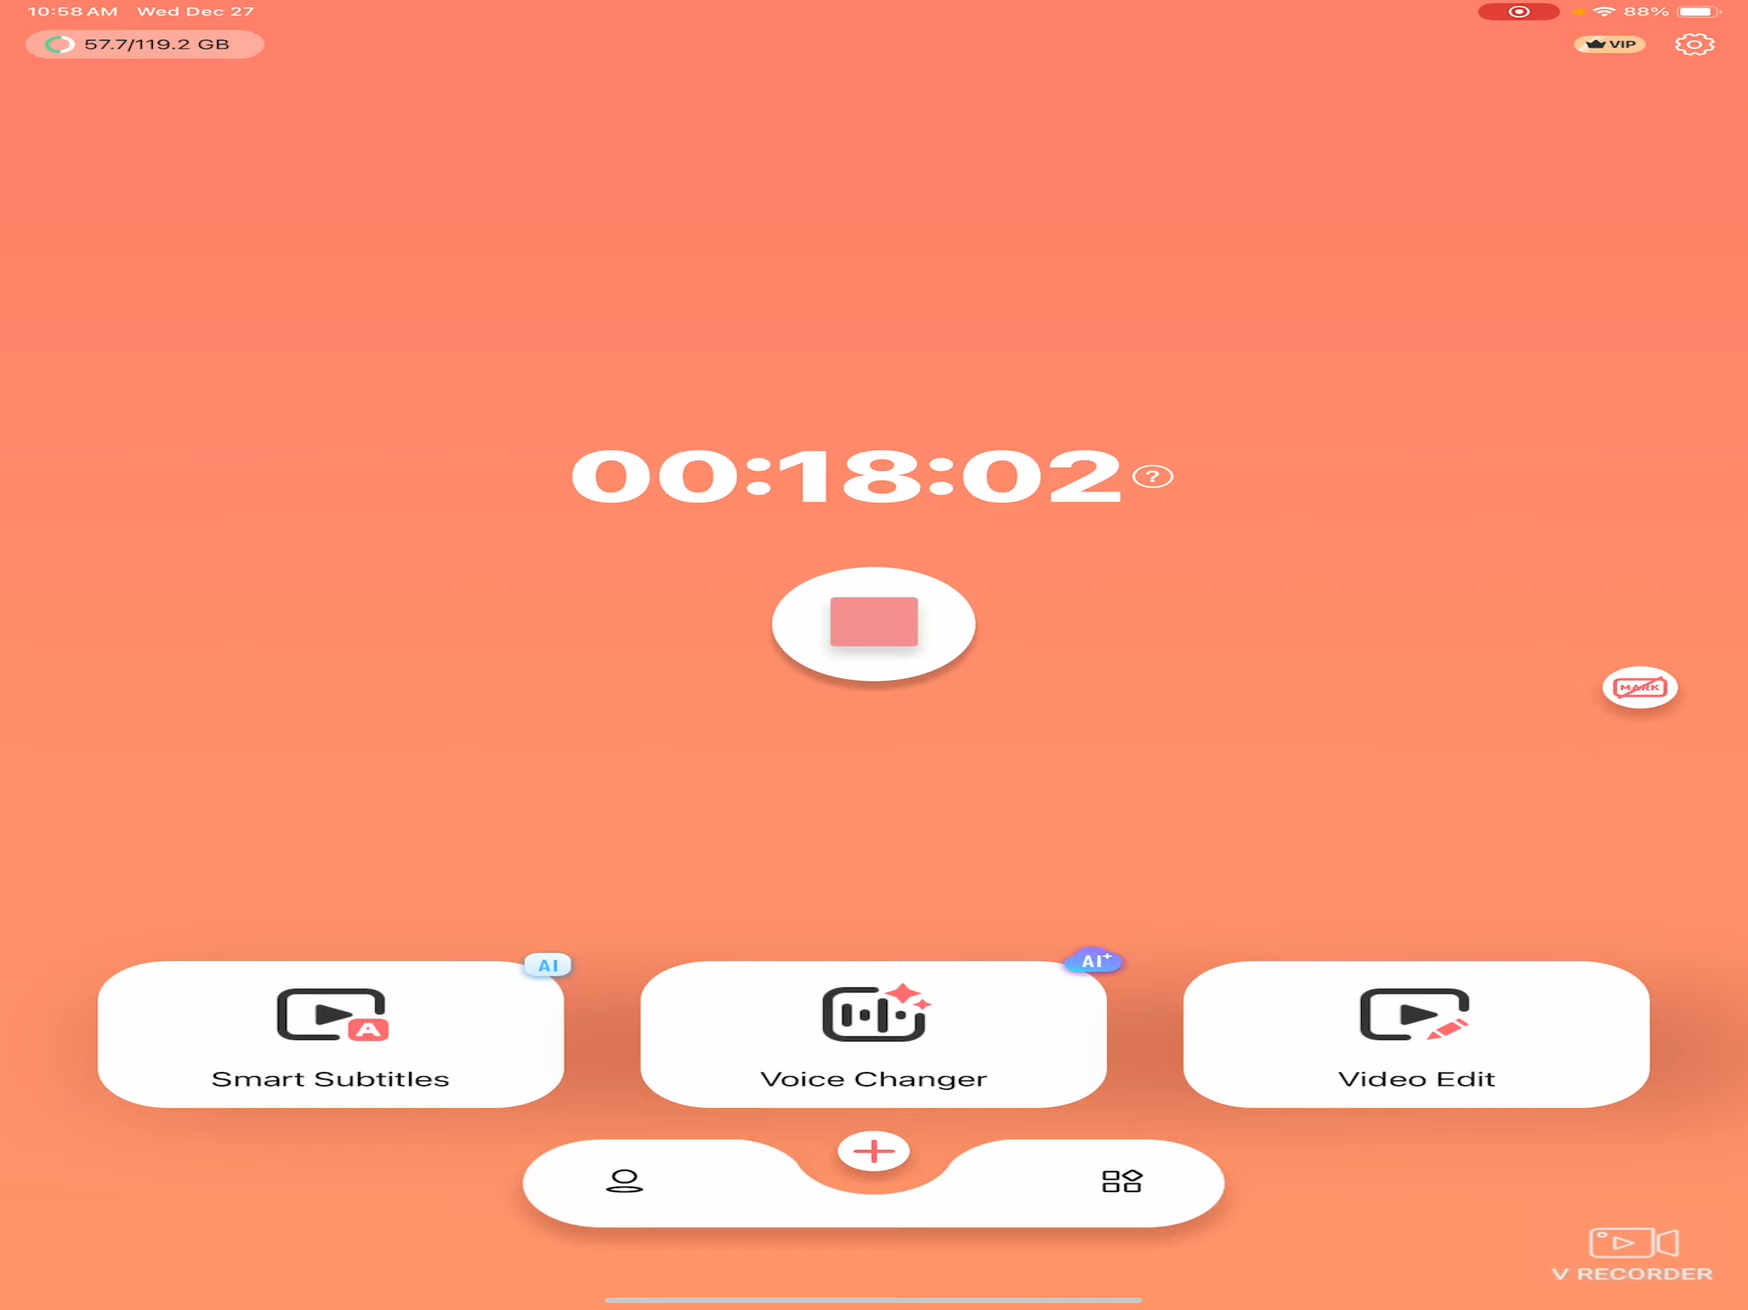 10:58 AM Wed Dec 27
88%
57.7/119.2 GB
VIP
00:18:02
?
MARK
AI
AI+
A
Smart Subtitles
Voice Changer
Video Edit
V RECORDER